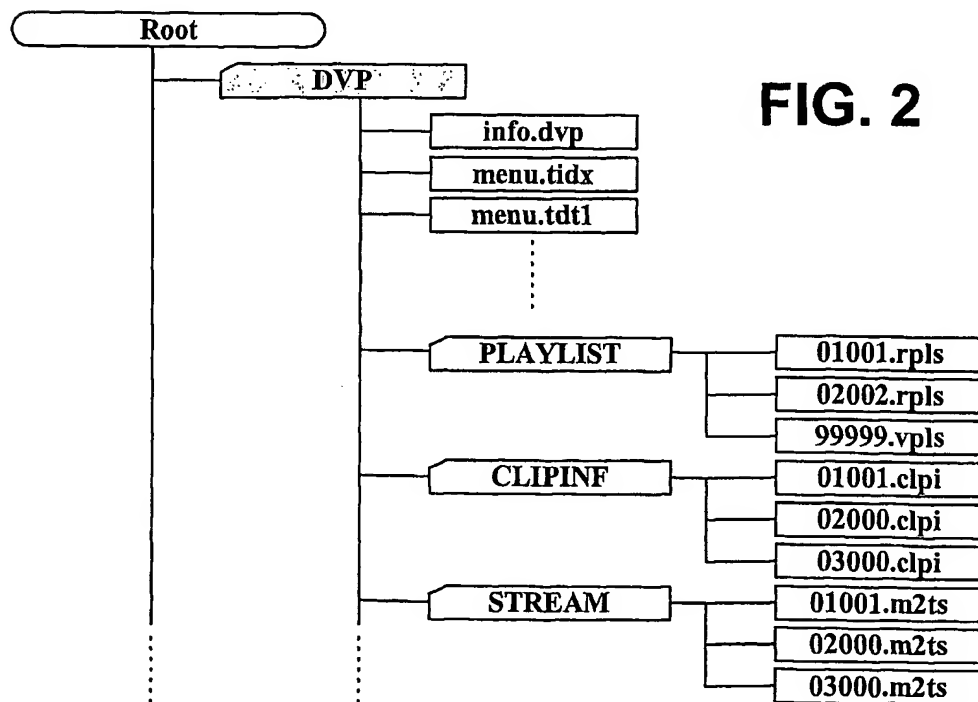 Root
DVP
FIG. 2
info.dvp
menu.tidx
menu.tdt1
PLAYLIST
01001.rpls
02002.rpls
99999.vpls
CLIPINF
01001.clpi
02000.clpi
03000.clpi
STREAM
01001.m2ts
02000.m2ts
03000.m2ts